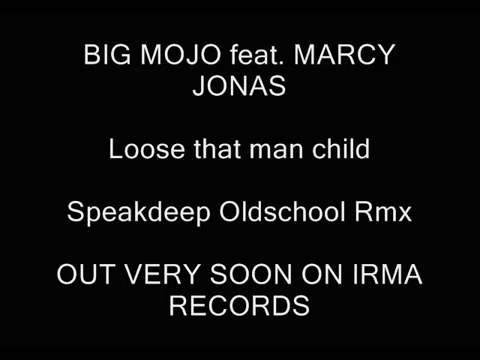 BIG MOJO feat. MARCY
JONAS
Loose that man child
Speakdeep Oldschool Rmx
OUT VERY SOON ON IRMA
RECORDS